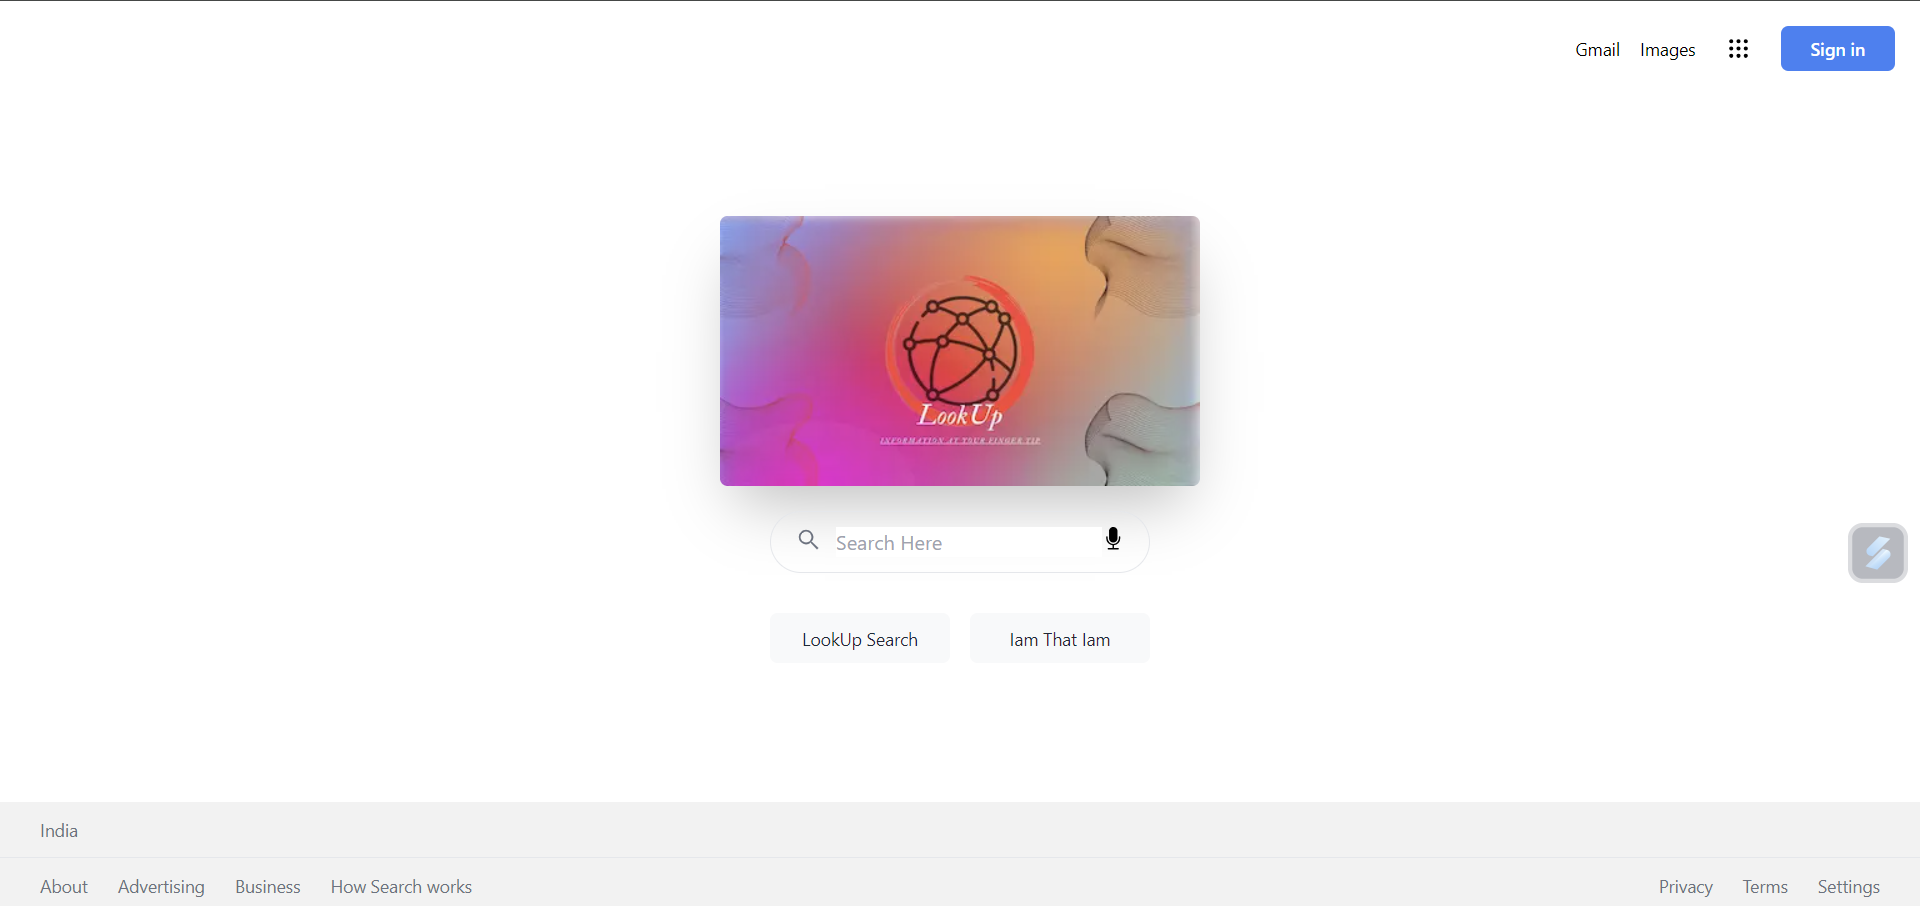 Gmail Images Sign in
LookUp
INFORMATION AT YOUR FINGER TIP
Search Here
LookUp Search Iam That Iam
India
About Advertising Business How Search works Privacy Terms Settings